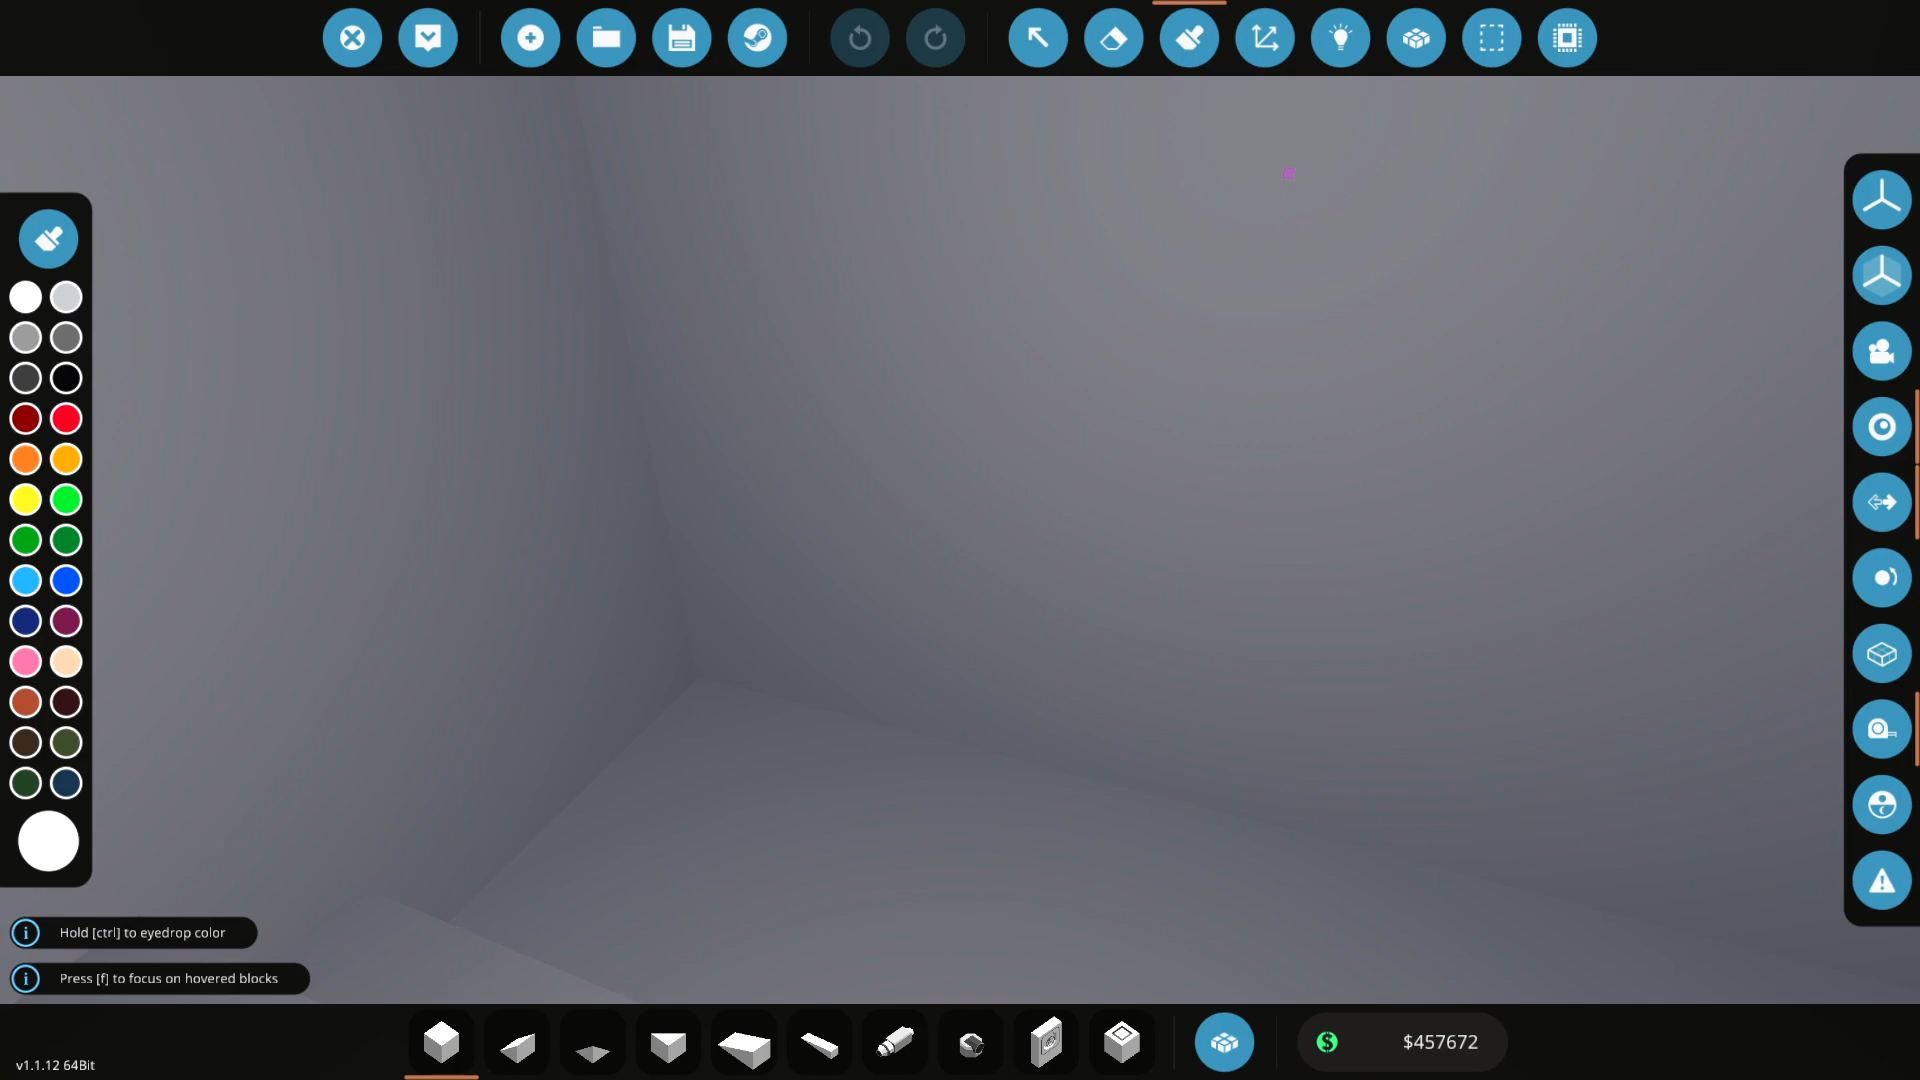 Hold [ctrl] to eyedrop color
Press [f] to focus on hovered blocks
$457672
v1.1.12 64Bit